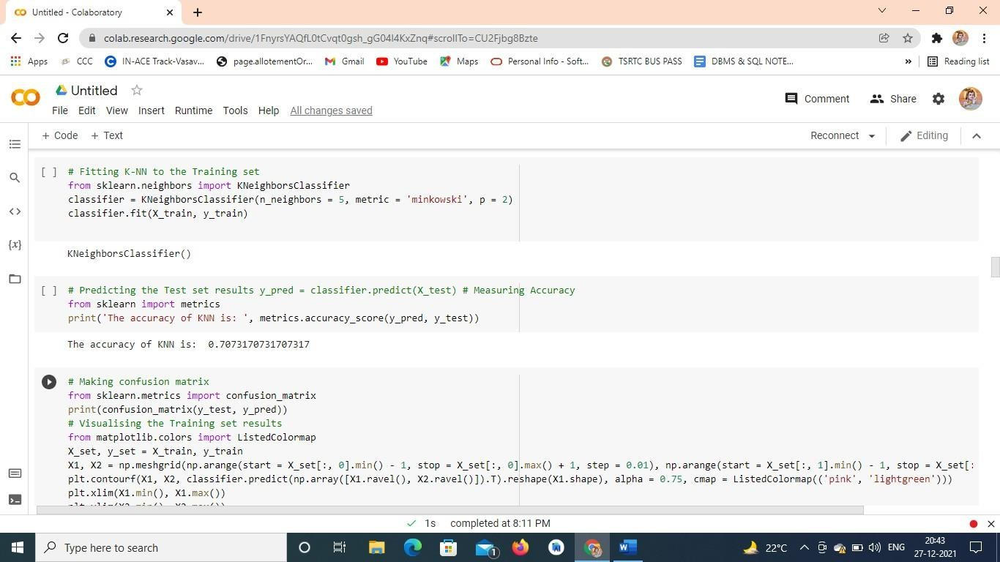 Untitled - Colaboratory
colab.research.google.com/drive/1FnyrsYAQfL0tCvqt0gsh_gG04I4KxZnq#scrollTo=CU2Fjbg8Bzte
Apps CCC IN-ACE Track-Vasav... page.allotementOr... Gmail YouTube Maps Personal Info - Soft... TSRTC BUS PASS DBMS & SQL NOTE... » Reading list
Untitled
Comment Share
File Edit View Insert Runtime Tools Help All changes saved
+ Code + Text Reconnect Editing
[ ] # Fitting K-NN to the Training set
from sklearn.neighbors import KNeighborsClassifier
classifier = KNeighborsClassifier(n_neighbors = 5, metric = 'minkowski', p = 2)
classifier.fit(X_train, y_train)
KNeighborsClassifier()
[ ] # Predicting the Test set results y_pred = classifier.predict(X_test) # Measuring Accuracy
from sklearn import metrics
print('The accuracy of KNN is: ', metrics.accuracy_score(y_pred, y_test))
The accuracy of KNN is:  0.7073170731707317
# Making confusion matrix
from sklearn.metrics import confusion_matrix
print(confusion_matrix(y_test, y_pred))
# Visualising the Training set results
from matplotlib.colors import ListedColormap
X_set, y_set = X_train, y_train
X1, X2 = np.meshgrid(np.arange(start = X_set[:, 0].min() - 1, stop = X_set[:, 0].max() + 1, step = 0.01), np.arange(start = X_set[:, 1].min() - 1, stop = X_set[:
plt.contourf(X1, X2, classifier.predict(np.array([X1.ravel(), X2.ravel()]).T).reshape(X1.shape), alpha = 0.75, cmap = ListedColormap(('pink', 'lightgreen')))
plt.xlim(X1.min(), X1.max())
plt.ylim(X2.min(), X2.max())
1s completed at 8:11 PM
Type here to search
1
22°C ENG 20:43
27-12-2021